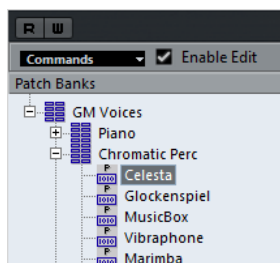 R W
Commands Enable Edit
Patch Banks
GM Voices
Piano
Chromatic Perc
P
Celesta
P
Glockenspiel
P
MusicBox
P
Vibraphone
P
Marimba